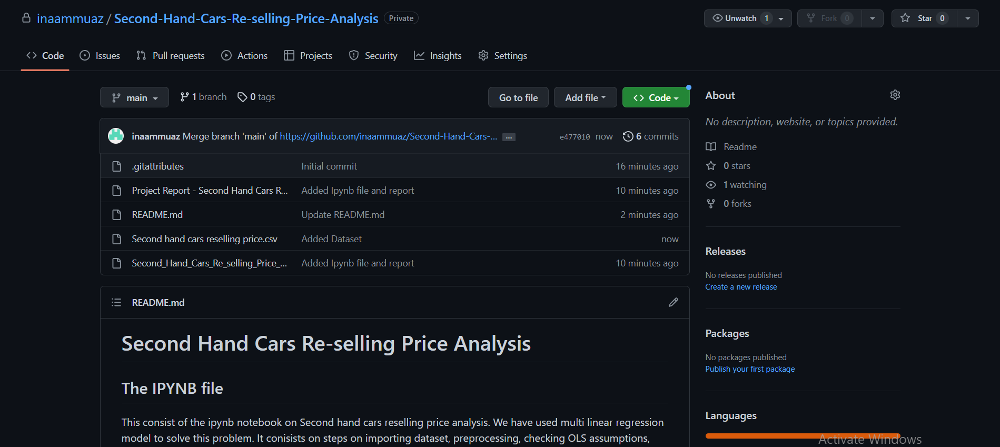 inaammuaz / Second-Hand-Cars-Re-selling-Price-Analysis Private Unwatch 1 Fork 0 Star 0
Code Issues Pull requests Actions Projects Security Insights Settings
main 1 branch 0 tags Go to file Add file Code
inaammuaz Merge branch 'main' of https://github.com/inaammuaz/Second-Hand-Cars-... ... e477010 now 6 commits
.gitattributes Initial commit 16 minutes ago
Project Report - Second Hand Cars R... Added Ipynb file and report 10 minutes ago
README.md Update README.md 2 minutes ago
Second hand cars reselling price.csv Added Dataset now
Second_Hand_Cars_Re_selling_Price_... Added Ipynb file and report 10 minutes ago
README.md
Second Hand Cars Re-selling Price Analysis
The IPYNB file
This consist of the ipynb notebook on Second hand cars reselling price analysis. We have used multi linear regression
model to solve this problem. It conisists on steps on importing dataset, preprocessing, checking OLS assumptions,
About
No description, website, or topics provided.
Readme
0 stars
1 watching
0 forks
Releases
No releases published
Create a new release
Packages
No packages published
Publish your first package
Languages
Activate Windows